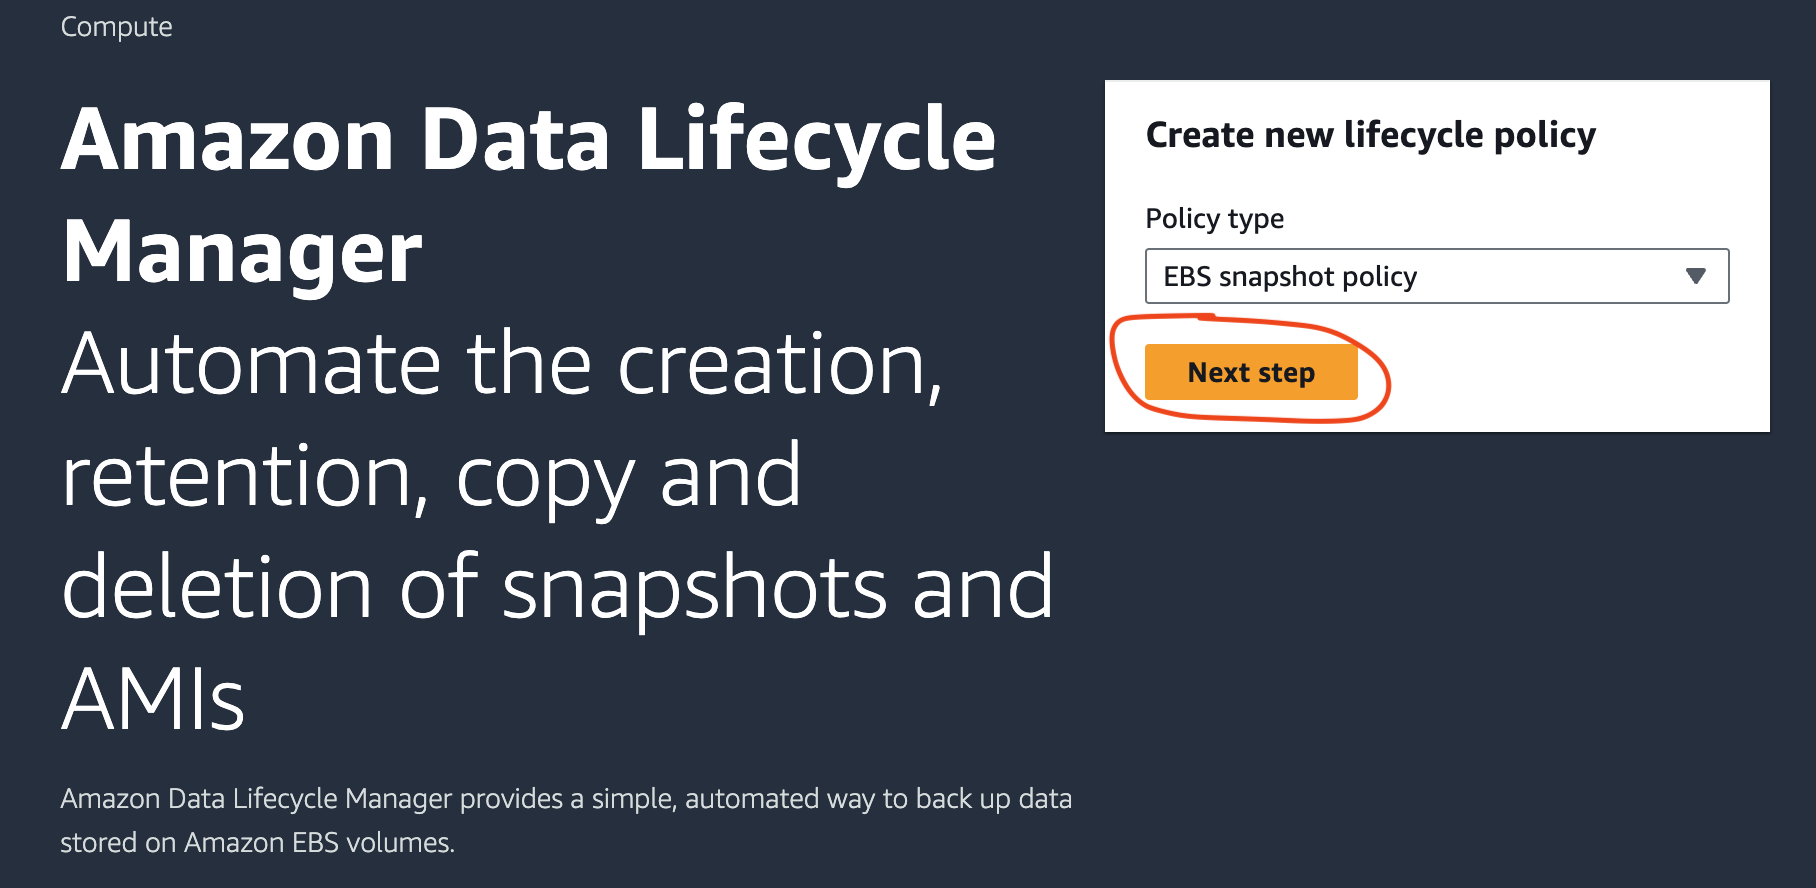 Compute
Amazon Data Lifecycle
Manager
Automate the creation,
retention, copy and
deletion of snapshots and
AMIs
Amazon Data Lifecycle Manager provides a simple, automated way to back up data
stored on Amazon EBS volumes.
Create new lifecycle policy
Policy type
EBS snapshot policy
Next step